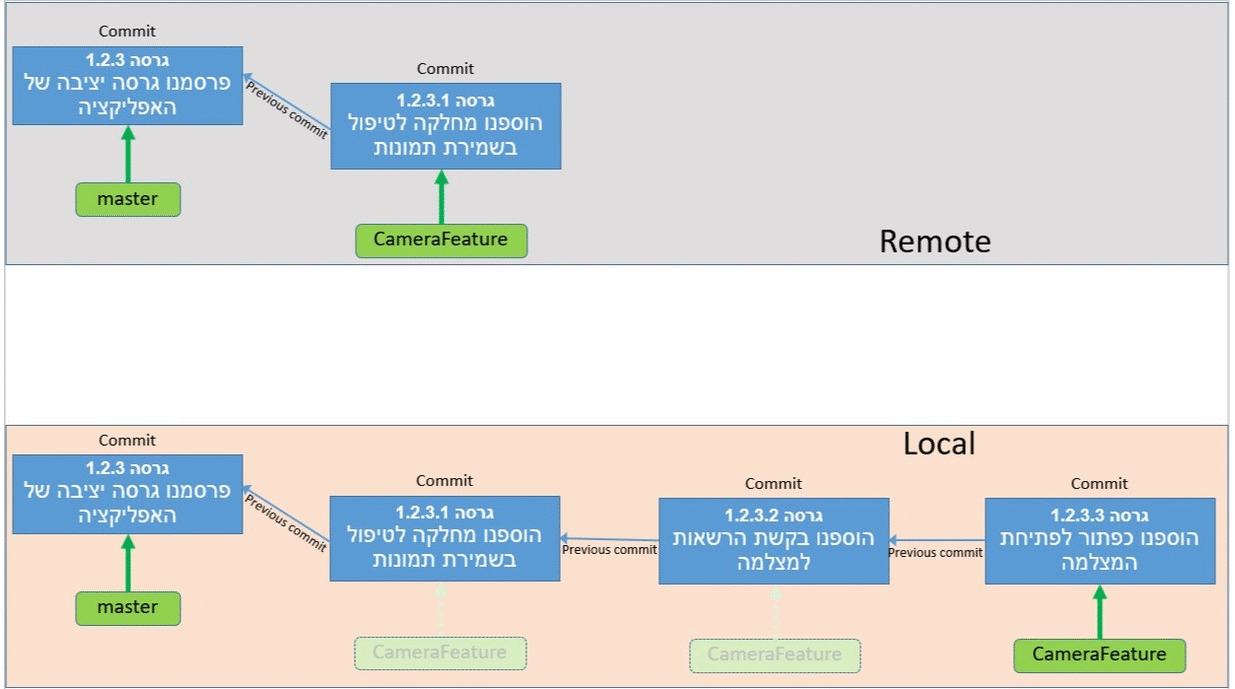 Commit
גרסה 1.2.3
פרסמנו גרסה יציבה של
האפליקציה
Previous commit
Commit
גרסה 1.2.3.1
הוספנו מחלקה לטיפול
בשמירת תמונות
master
CameraFeature
Remote
Local
Commit
גרסה 1.2.3
פרסמנו גרסה יציבה של
האפליקציה
Previous commit
Commit
גרסה 1.2.3.1
הוספנו מחלקה לטיפול
בשמירת תמונות
Previous commit
Commit
גרסה 1.2.3.2
הוספנו בקשת הרשאות
למצלמה
Previous commit
Commit
גרסה 1.2.3.3
הוספנו כפתור לפתיחת
המצלמה
master
CameraFeature
CameraFeature
CameraFeature